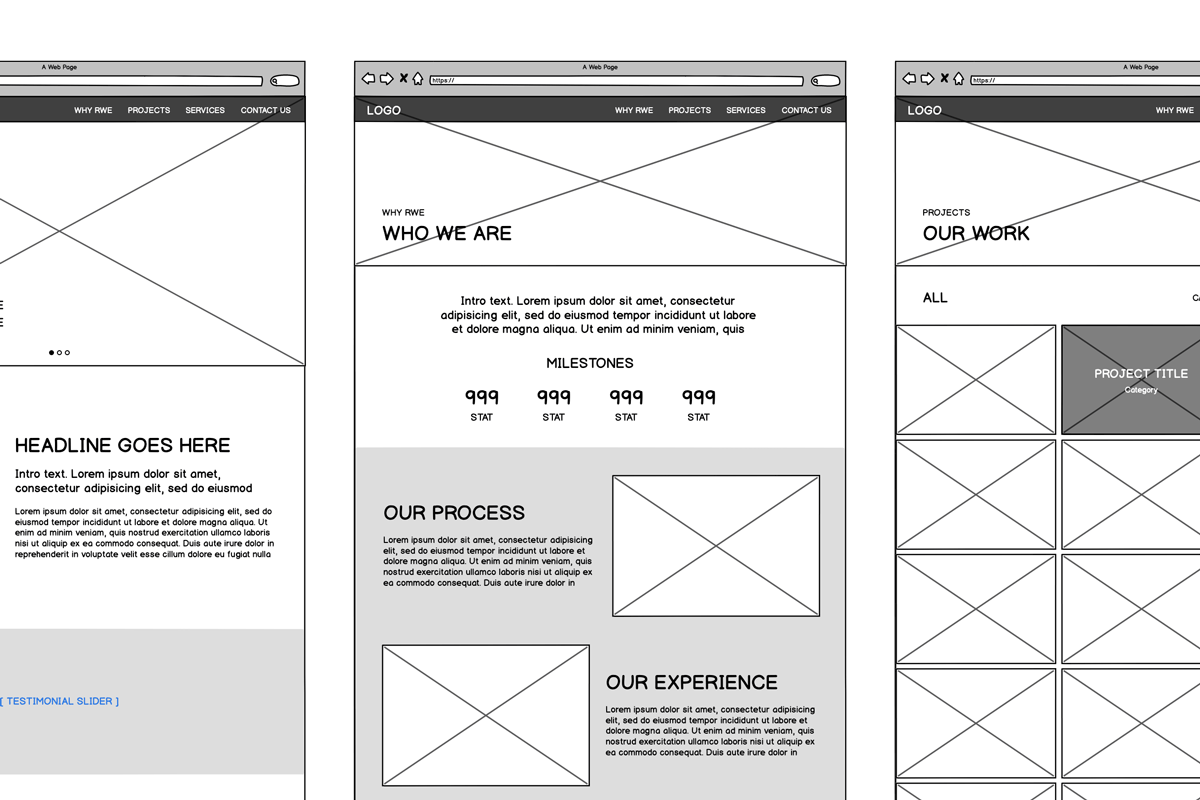 A Web Page
WHY RWE PROJECTS SERVICES CONTACT US
HEADLINE GOES HERE
Intro text. Lorem ipsum dolor sit amet,
consectetur adipisicing elit, sed do eiusmod
Lorem ipsum dolor sit amet, consectetur adipisicing elit, sed do
eiusmod tempor incididunt ut labore et dolore magna aliqua. Ut
enim ad minim veniam, quis nostrud exercitation ullamco laboris
nisi ut aliquip ex ea commodo consequat. Duis aute irure dolor in
reprehenderit in voluptate velit esse cillum dolore eu fugiat nulla
[ TESTIMONIAL SLIDER ]
A Web Page
https://
LOGO WHY RWE PROJECTS SERVICES CONTACT US
WHY RWE
WHO WE ARE
Intro text. Lorem ipsum dolor sit amet, consectetur
adipisicing elit, sed do eiusmod tempor incididunt ut labore
et dolore magna aliqua. Ut enim ad minim veniam, quis
MILESTONES
999 999 999 999
STAT STAT STAT STAT
OUR PROCESS
Lorem ipsum dolor sit amet, consectetur adipisicing
elit, sed do eiusmod tempor incididunt ut labore et
dolore magna aliqua. Ut enim ad minim veniam, quis
nostrud exercitation ullamco laboris nisi ut aliquip ex
ea commodo consequat. Duis aute irure dolor in
OUR EXPERIENCE
Lorem ipsum dolor sit amet, consectetur adipisicing
elit, sed do eiusmod tempor incididunt ut labore et
dolore magna aliqua. Ut enim ad minim veniam, quis
nostrud exercitation ullamco laboris nisi ut aliquip ex
ea commodo consequat. Duis aute irure dolor in
A Web Page
https://
LOGO WHY RWE
PROJECTS
OUR WORK
ALL
PROJECT TITLE
Category